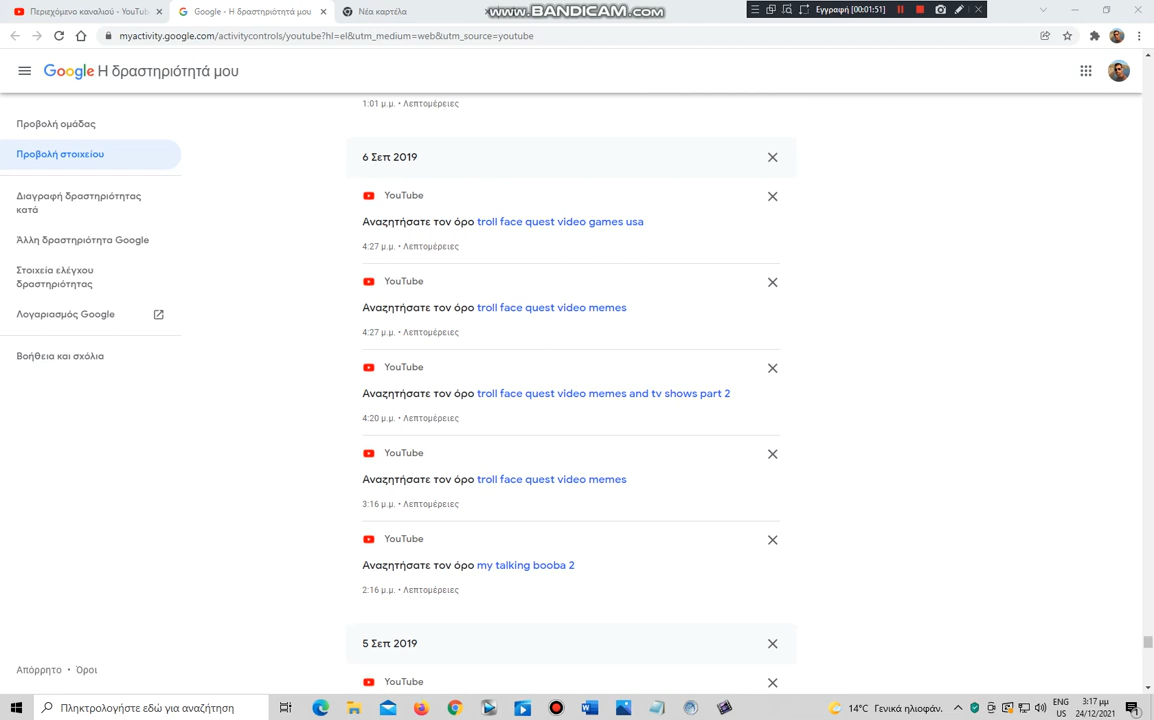 Περιεχόμενο καναλιού - YouTub
Google - Η δραστηριότητά μου
Νέα καρτέλα
www.BANDICAM.com
Εγγραφή [00:01:51]
myactivity.google.com/activitycontrols/youtube?hl=el&utm_medium=web&utm_source=youtube
Google Η δραστηριότητά μου
Προβολή ομάδας
Προβολή στοιχείου
Διαγραφή δραστηριότητας
κατά
Άλλη δραστηριότητα Google
Στοιχεία ελέγχου
δραστηριότητας
Λογαριασμός Google
Βοήθεια και σχόλια
Απόρρητο • Όροι
1:01 μ.μ. • Λεπτομέρειες
6 Σεπ 2019
YouTube
Αναζητήσατε τον όρο troll face quest video games usa
4:27 μ.μ. • Λεπτομέρειες
YouTube
Αναζητήσατε τον όρο troll face quest video memes
4:27 μ.μ. • Λεπτομέρειες
YouTube
Αναζητήσατε τον όρο troll face quest video memes and tv shows part 2
4:20 μ.μ. • Λεπτομέρειες
YouTube
Αναζητήσατε τον όρο troll face quest video memes
3:16 μ.μ. • Λεπτομέρειες
YouTube
Αναζητήσατε τον όρο my talking booba 2
2:16 μ.μ. • Λεπτομέρειες
5 Σεπ 2019
YouTube
Πληκτρολογήστε εδώ για αναζήτηση
14°C Γενικά ηλιοφάν.
ENG
US
3:17 μμ
24/12/2021
1